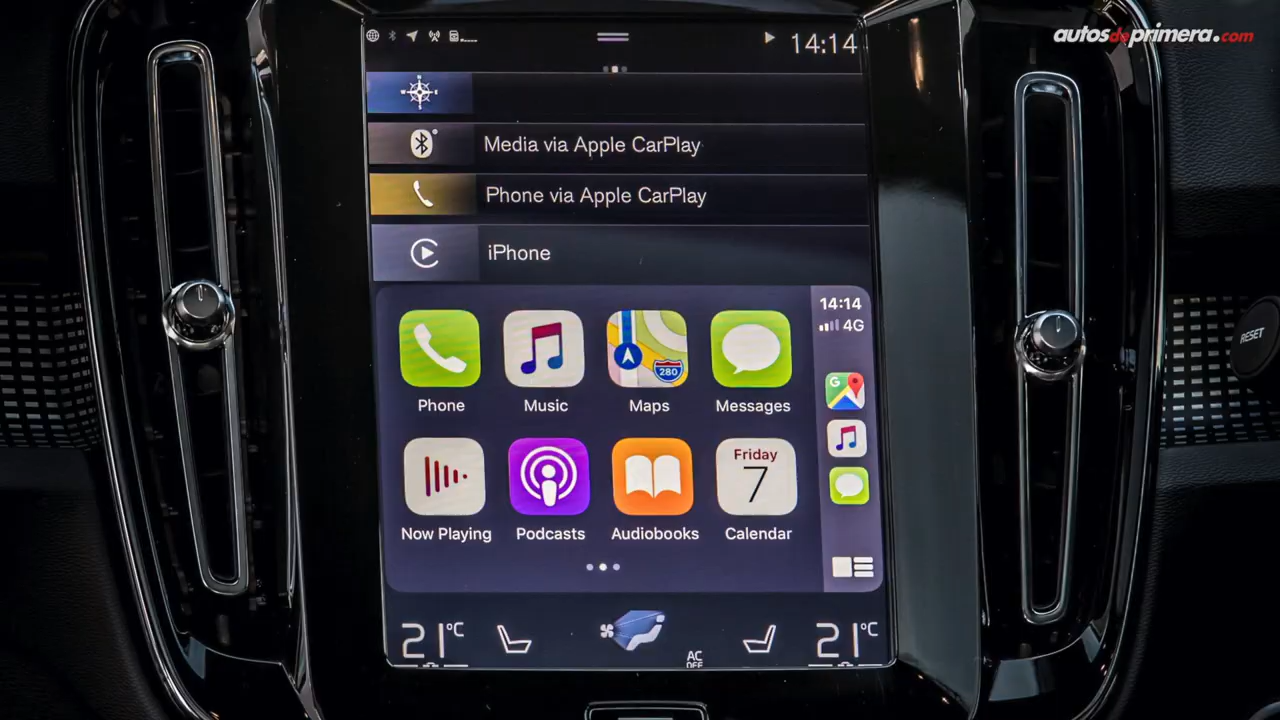 autosdeprimera.com
14:14
Media via Apple CarPlay
Phone via Apple CarPlay
iPhone
14:14
4G
280
G
Phone
Music
Maps
Messages
Friday
7
Now Playing
Podcasts
Audiobooks
Calendar
21°C
AC
OFF
21°C
RESET